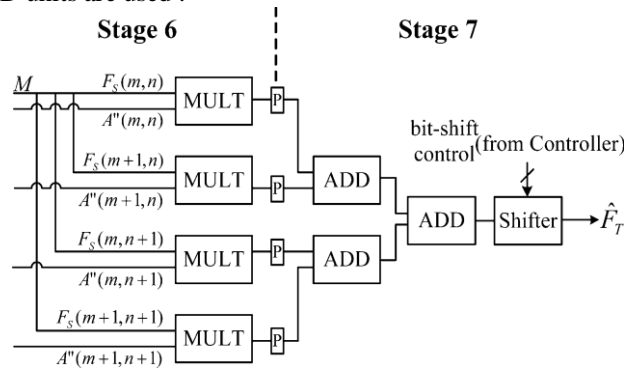 D units are used .
Stage 6
Stage 7
M
F_S(m,n)
A"(m,n)
MULT
P
F_S(m+1,n)
A"(m+1,n)
MULT
P
ADD
F_S(m,n+1)
A"(m,n+1)
MULT
P
ADD
F_S(m+1,n+1)
A"(m+1,n+1)
MULT
P
ADD
bit-shift
control (from Controller)
Shifter
F̂_T